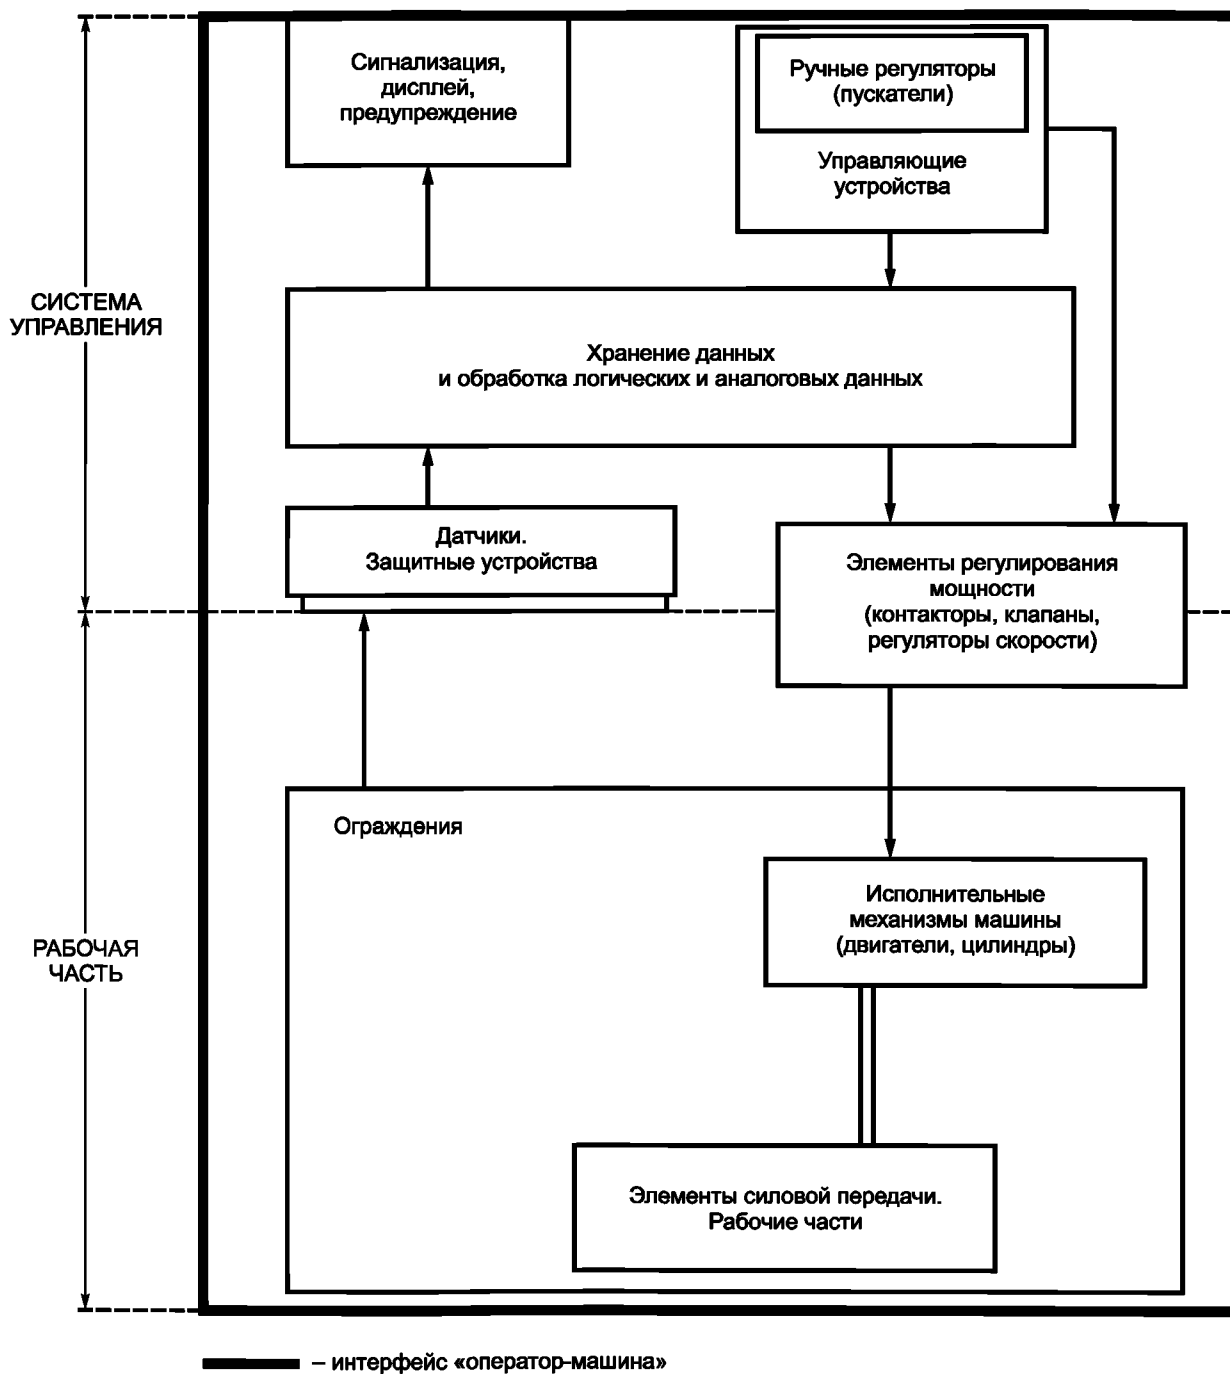 Сигнализация,
дисплей,
предупреждение
Ручные регуляторы
(пускатели)
Управляющие
устройства
СИСТЕМА
УПРАВЛЕНИЯ
Хранение данных
и обработка логических и аналоговых данных
Датчики.
Защитные устройства
Элементы регулирования
мощности
(контакторы, клапаны,
регуляторы скорости)
Ограждения
Исполнительные
механизмы машины
(двигатели, цилиндры)
РАБОЧАЯ
ЧАСТЬ
Элементы силовой передачи.
Рабочие части
– интерфейс «оператор-машина»